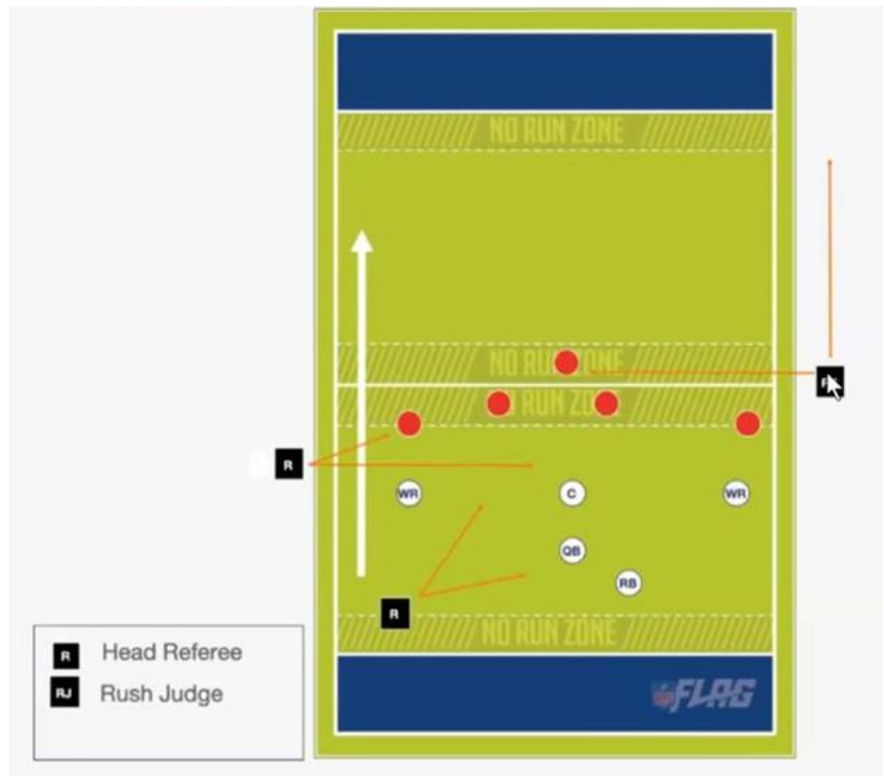 NO RUN ZONE
NO RUN ZONE
NO RUN ZONE
R
WR
C
WR
QB
RB
R
NO RUN ZONE
R Head Referee
RJ Rush Judge
FLAG